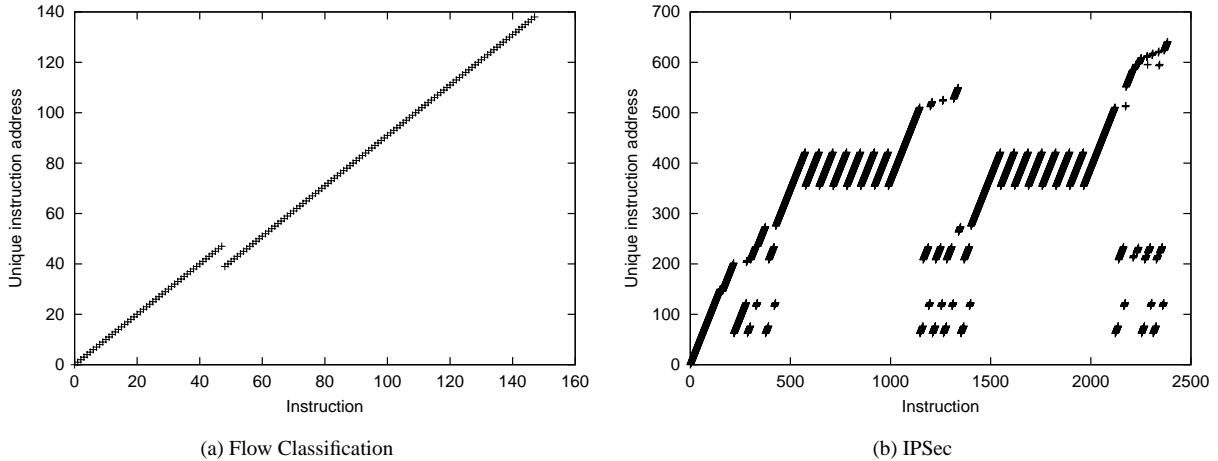 140
120
100
80
60
40
20
0
Unique instruction address
0 20 40 60 80 100 120 140 160
Instruction
(a) Flow Classification
700
600
500
400
300
200
100
0
Unique instruction address
0 500 1000 1500 2000 2500
Instruction
(b) IPSec